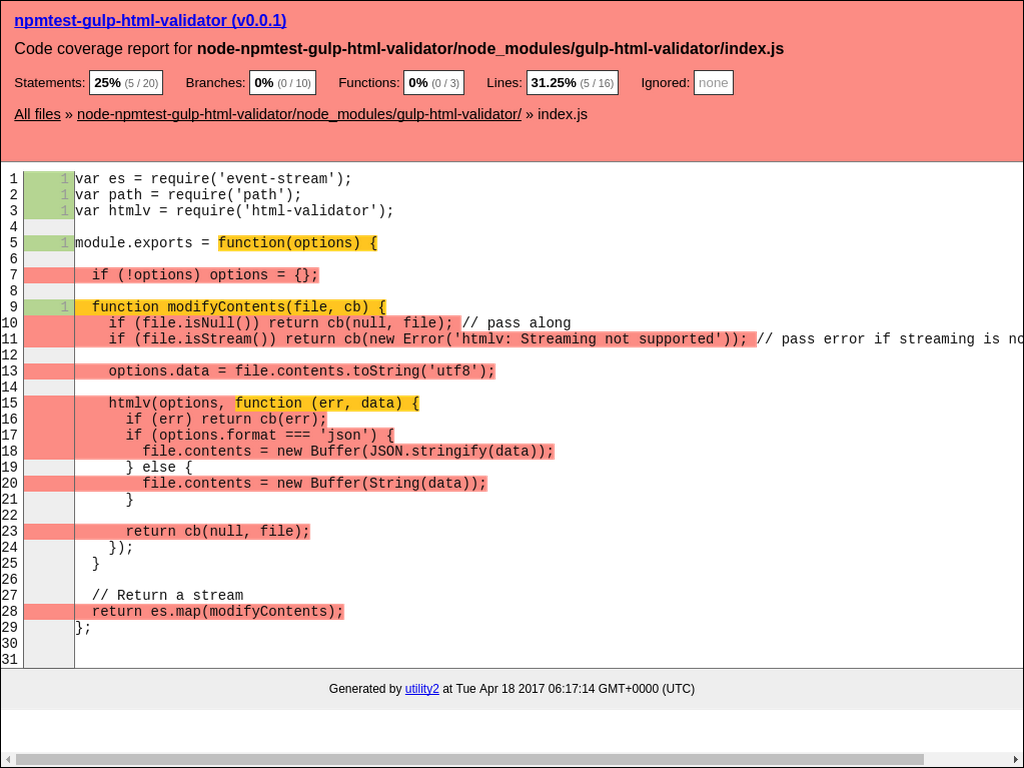 npmtest-gulp-html-validator (v0.0.1)
Code coverage report for node-npmtest-gulp-html-validator/node_modules/gulp-html-validator/index.js
Statements: 25% (5 / 20) Branches: 0% (0 / 10) Functions: 0% (0 / 3) Lines: 31.25% (5 / 16) Ignored: none
All files » node-npmtest-gulp-html-validator/node_modules/gulp-html-validator/ » index.js
1 1 var es = require('event-stream');
2 1 var path = require('path');
3 1 var htmlv = require('html-validator');
4
5 1 module.exports = function(options) {
6
7 if (!options) options = {};
8
9 1 function modifyContents(file, cb) {
10 if (file.isNull()) return cb(null, file); // pass along
11 if (file.isStream()) return cb(new Error('htmlv: Streaming not supported')); // pass error if streaming is
12
13 options.data = file.contents.toString('utf8');
14
15 htmlv(options, function (err, data) {
16 if (err) return cb(err);
17 if (options.format === 'json') {
18 file.contents = new Buffer(JSON.stringify(data));
19 } else {
20 file.contents = new Buffer(String(data));
21 }
22
23 return cb(null, file);
24 });
25 }
26
27 // Return a stream
28 return es.map(modifyContents);
29 };
30
31
Generated by utility2 at Tue Apr 18 2017 06:17:14 GMT+0000 (UTC)